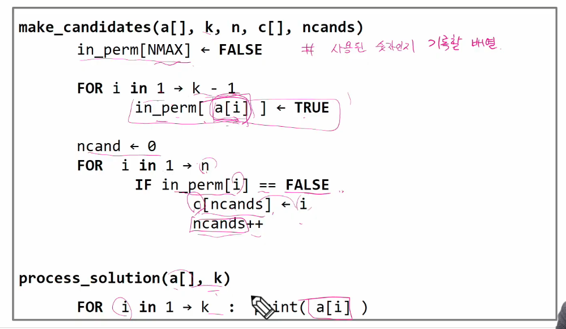 make_candidates(a[], k, n, c[], ncands)
in_perm[NMAX] ← FALSE # 사용된 숫자인지 기록할 배열
FOR i in 1 → k - 1
in_perm[ a[i] ] ← TRUE
ncand ← 0
FOR i in 1 → n
IF in_perm[i] == FALSE
c[ncands] ← i
ncands++
process_solution(a[], k)
FOR i in 1 → k : int( a[i] )